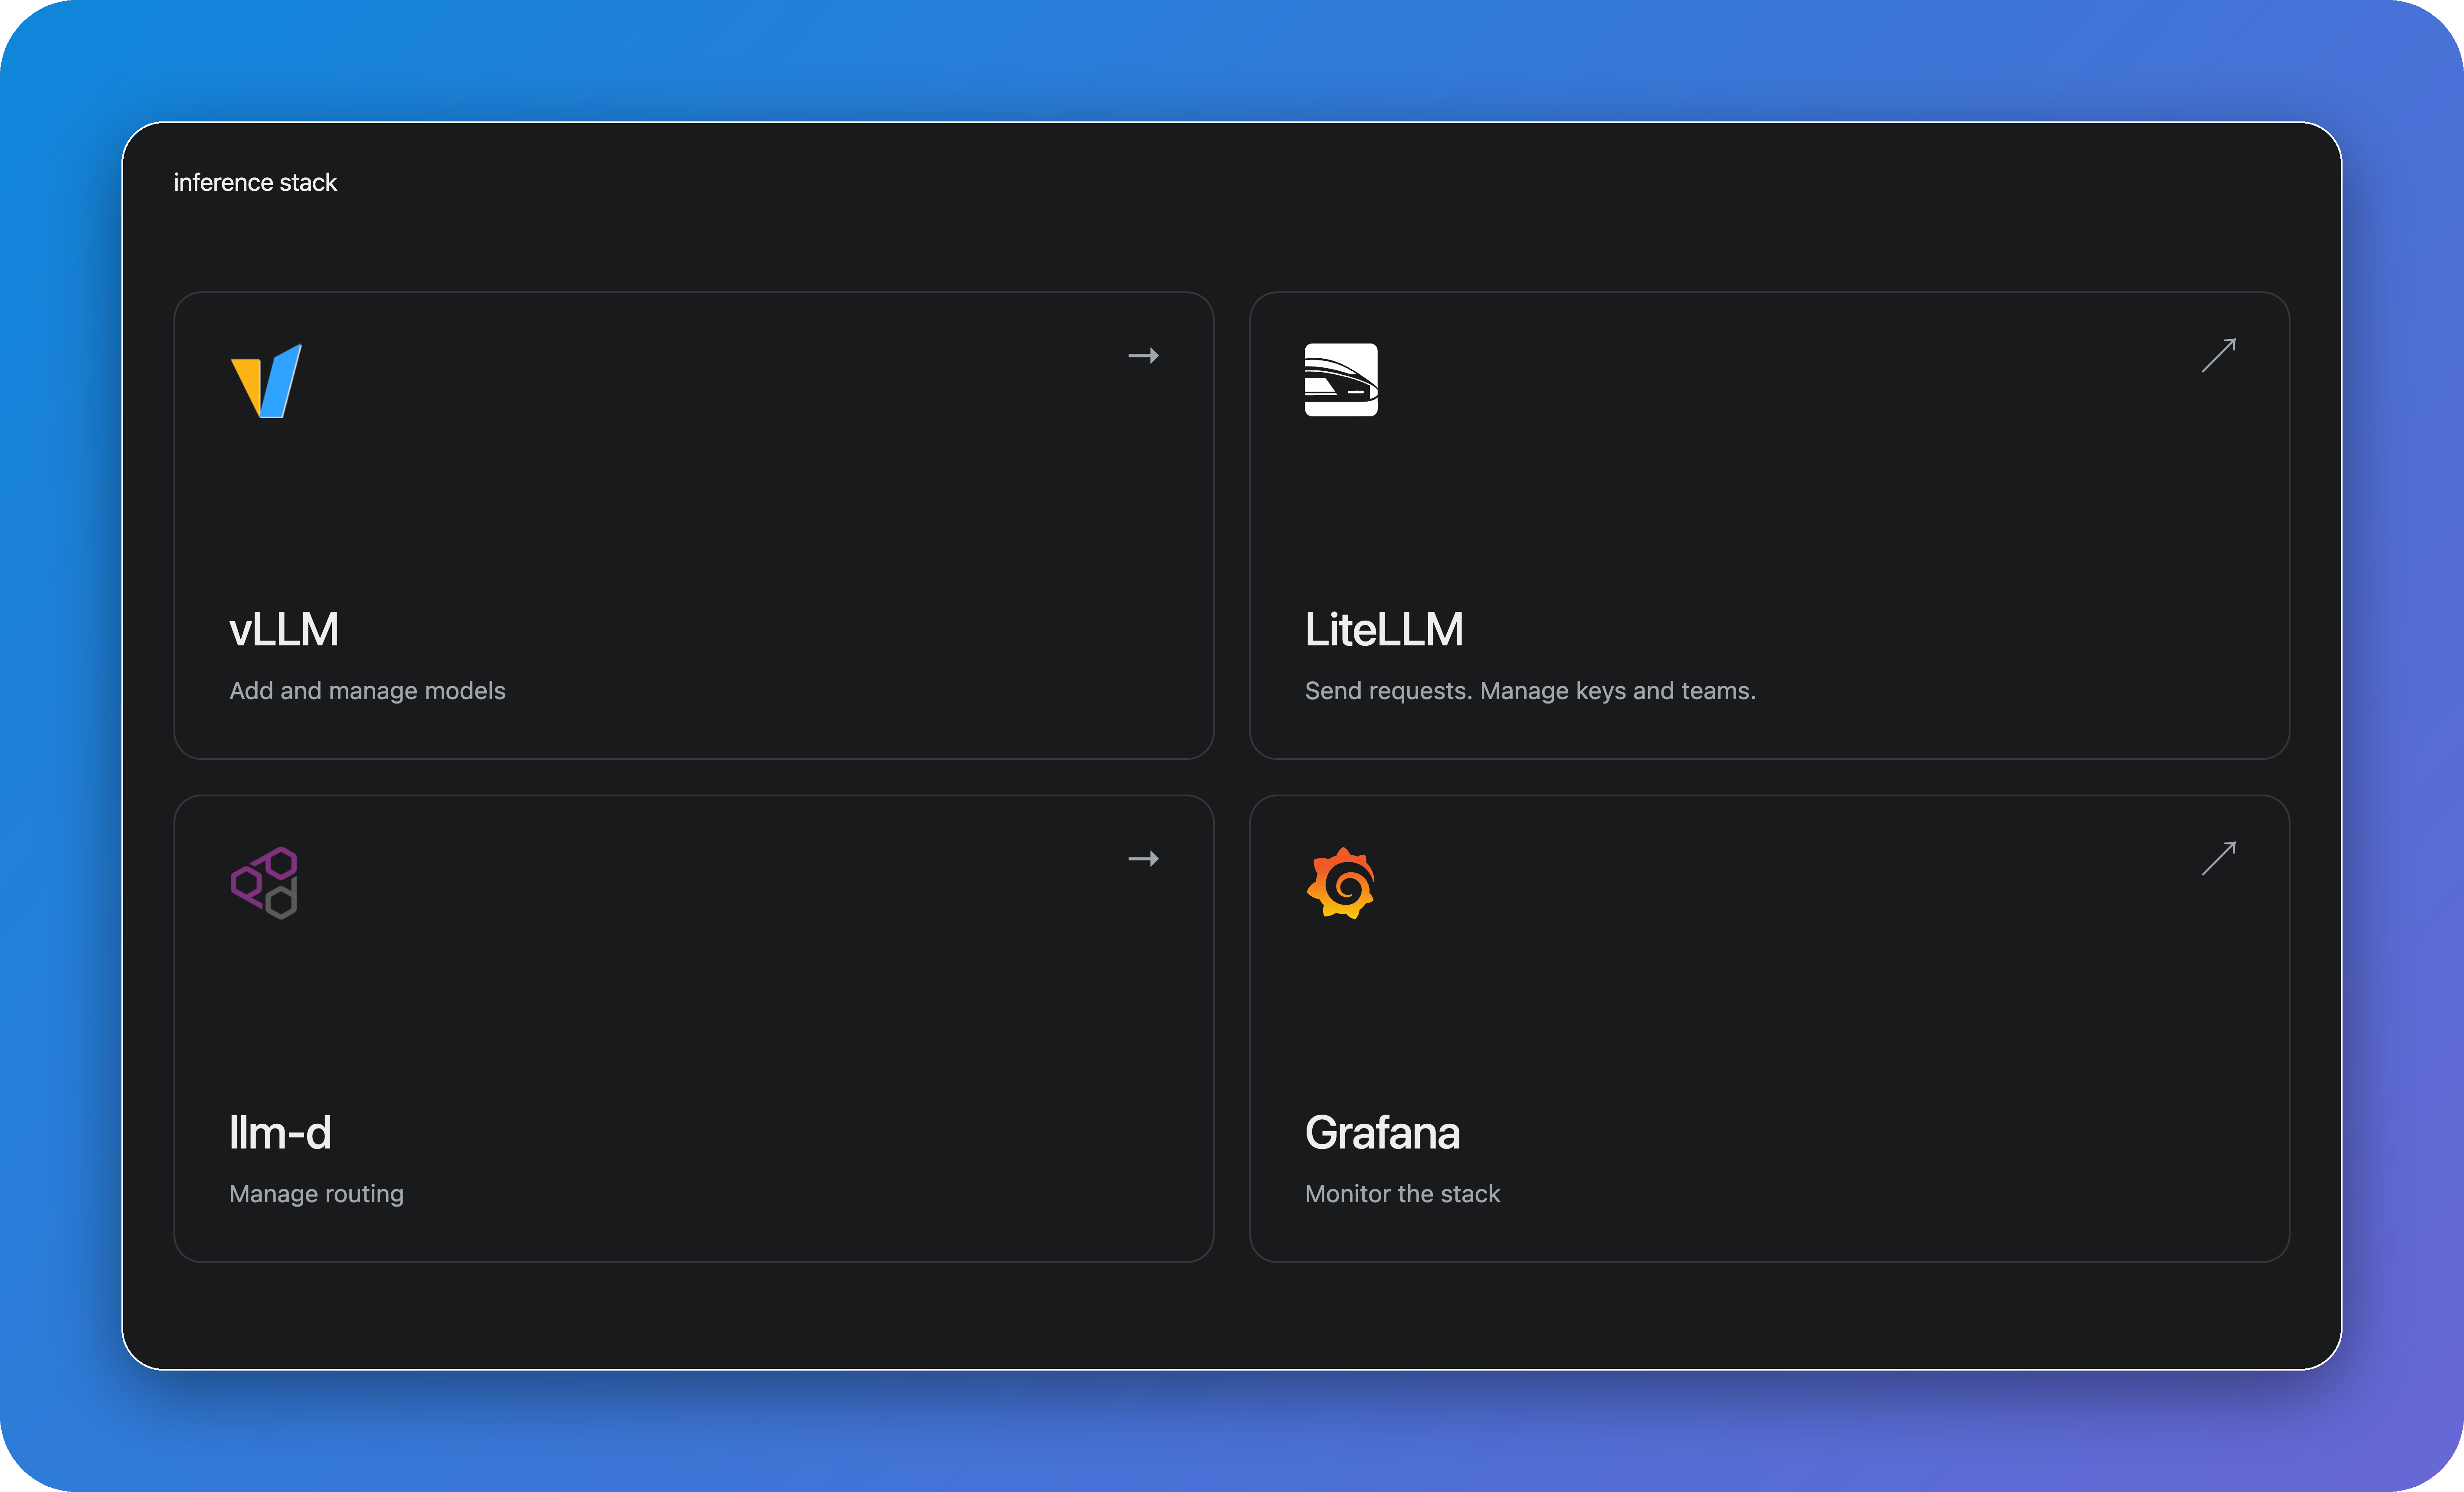 inference stack
vLLM
Add and manage models
LiteLLM
Send requests. Manage keys and teams.
llm-d
Manage routing
Grafana
Monitor the stack